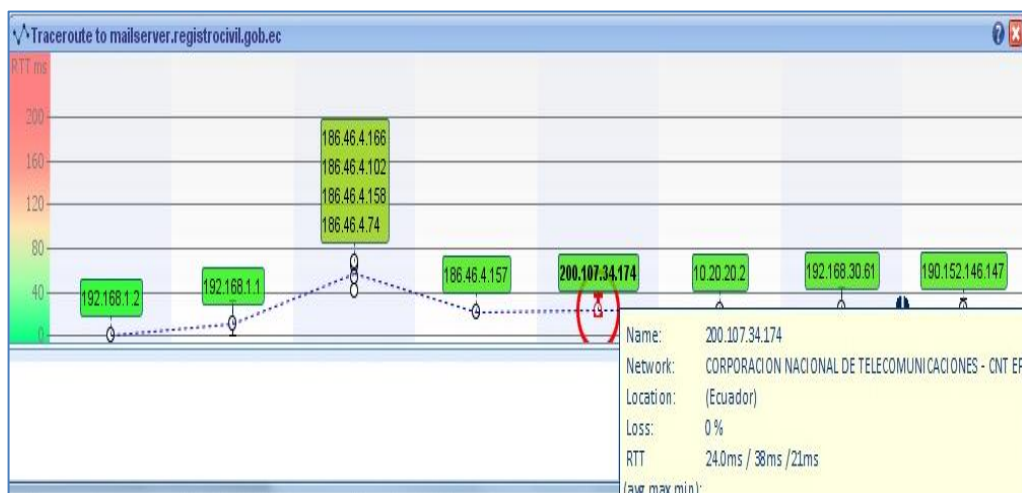 Traceroute to mailserver.registrocivil.gob.ec
RTT ms
200
160
120
80
40
0
192.168.1.2
192.168.1.1
186.46.4.166
186.46.4.102
186.46.4.158
186.46.4.74
186.46.4.157
200.107.34.174
10.20.20.2
192.168.30.61
190.152.146.147
Name: 200.107.34.174
Network: CORPORACION NACIONAL DE TELECOMUNICACIONES - CNT EP
Location: (Ecuador)
Loss: 0 %
RTT 24.0ms / 38ms /21ms
(avg max min):